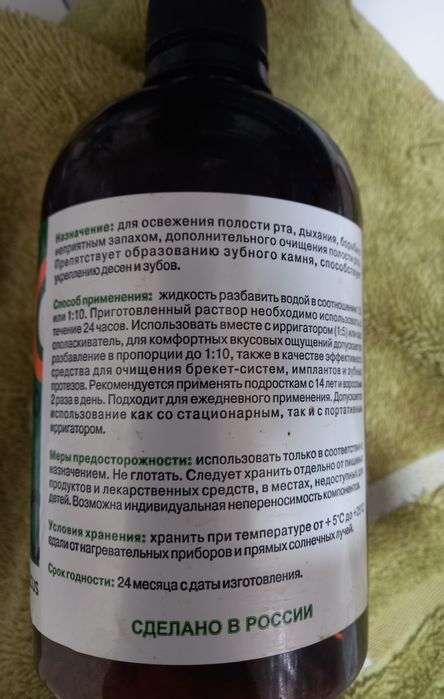 Назначение: для освежения полости рта, дыхания, борьбы с
неприятным запахом, дополнительного очищения полости рта.
Препятствует образованию зубного камня, способствует
укреплению десен и зубов.
Способ применения: жидкость разбавить водой в соотношении
или 1:10. Приготовленный раствор необходимо использовать
течение 24 часов. Использовать вместе с ирригатором (1:5) или как
ополаскиватель, для комфортных вкусовых ощущений допускается
разбавление в пропорции до 1:10, также в качестве эффективного
средства для очищения брекет-систем, имплантов и зубных
протезов. Рекомендуется применять подросткам с 14 лет и взрослым
2 раза в день. Подходит для ежедневного применения. Допускается
использование как со стационарным, так и с портативным
ирригатором.
Меры предосторожности: использовать только в соответствии с
назначением. Не глотать. Следует хранить отдельно от пищевых
продуктов и лекарственных средств, в местах, недоступных для
детей. Возможна индивидуальная непереносимость компонентов.
Условия хранения: хранить при температуре от +5°С до
вдали от нагревательных приборов и прямых солнечных лучей.
Срок годности: 24 месяца с даты изготовления.
СДЕЛАНО В РОССИИ